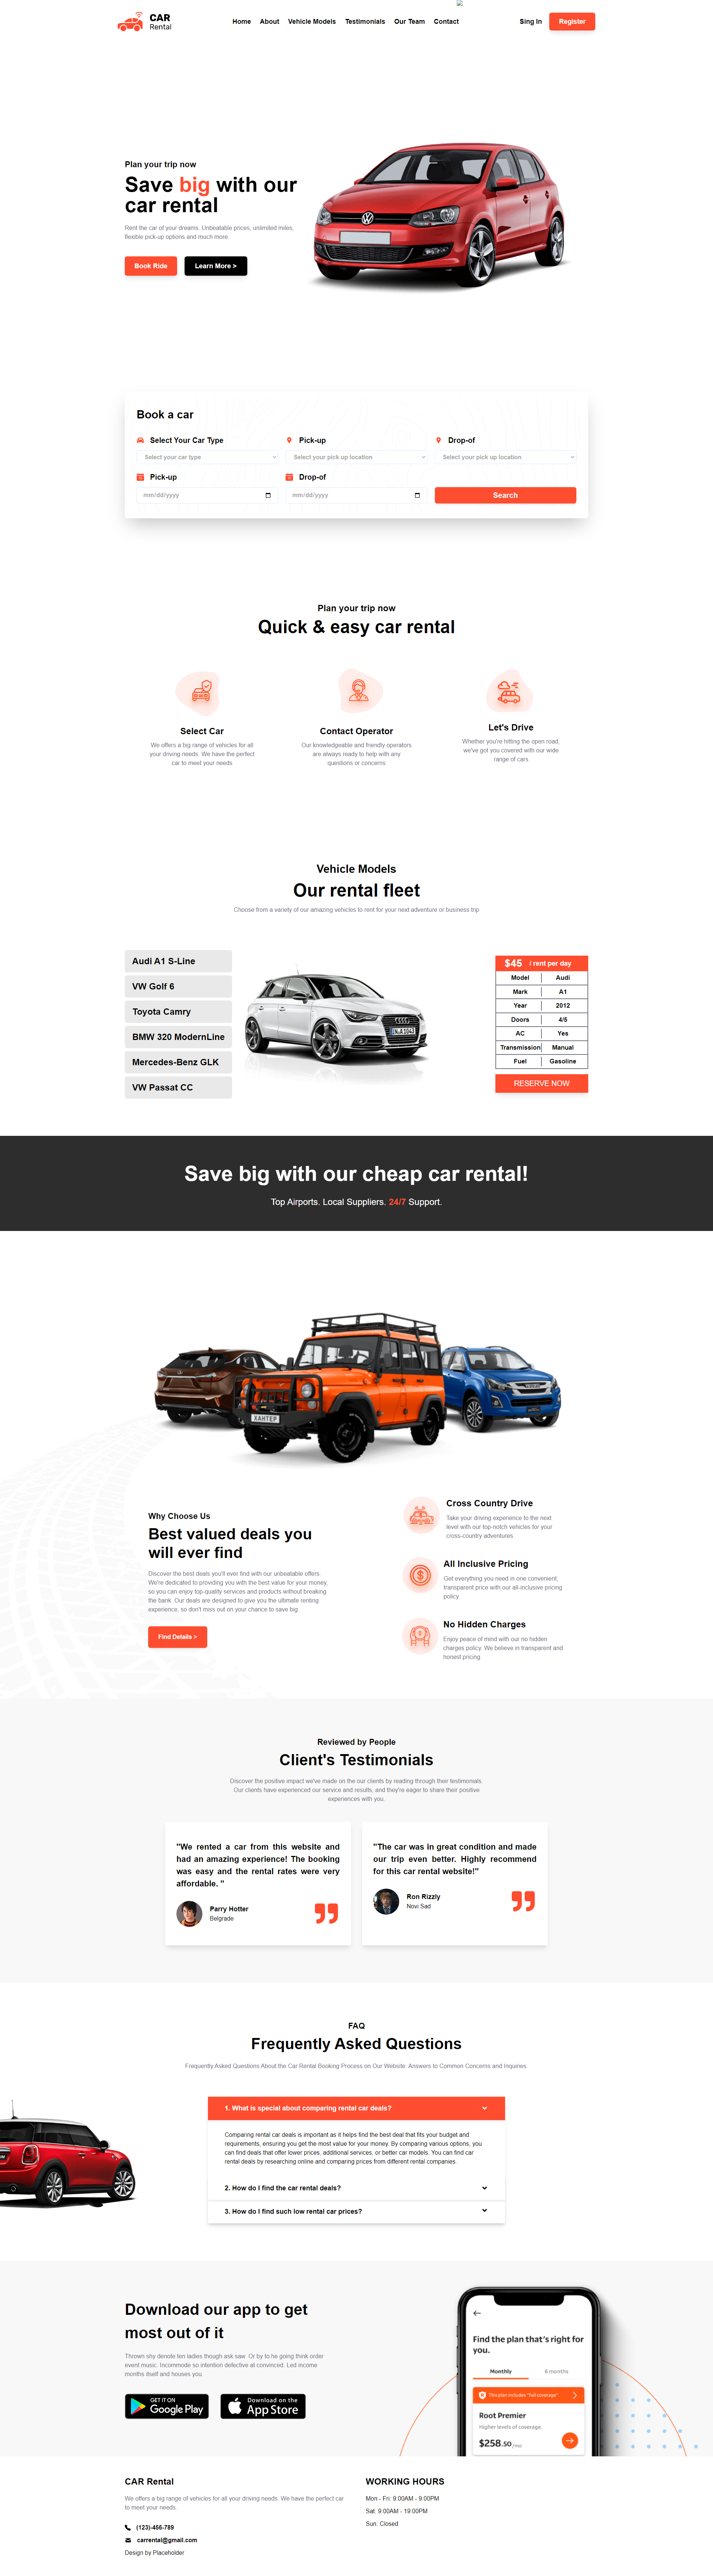 CAR
Rental
Home About Vehicle Models Testimonials Our Team Contact
Sing In
Register
Plan your trip now
Save big with our
car rental
Rent the car of your dreams. Unbeatable prices, unlimited miles,
flexible pick-up options and much more.
Book Ride
Learn More >
Book a car
Select Your Car Type
Pick-up
Drop-of
Select your car type
Select your pick up location
Select your pick up location
Pick-up
Drop-of
mm/dd/yyyy
mm/dd/yyyy
Search
Plan your trip now
Quick & easy car rental
Select Car
We offers a big range of vehicles for all
your driving needs. We have the perfect
car to meet your needs
Contact Operator
Our knowledgeable and friendly operators
are always ready to help with any
questions or concerns
Let's Drive
Whether you're hitting the open road,
we've got you covered with our wide
range of cars
Vehicle Models
Our rental fleet
Choose from a variety of our amazing vehicles to rent for your next adventure or business trip
Audi A1 S-Line
VW Golf 6
Toyota Camry
BMW 320 ModernLine
Mercedes-Benz GLK
VW Passat CC
$45 / rent per day
Model Audi
Mark A1
Year 2012
Doors 4/5
AC Yes
Transmission Manual
Fuel Gasoline
RESERVE NOW
Save big with our cheap car rental!
Top Airports. Local Suppliers. 24/7 Support.
ХАНТЕР
Why Choose Us
Best valued deals you
will ever find
Discover the best deals you'll ever find with our unbeatable offers.
We're dedicated to providing you with the best value for your money,
so you can enjoy top-quality services and products without breaking
the bank. Our deals are designed to give you the ultimate renting
experience, so don't miss out on your chance to save big.
Find Details >
Cross Country Drive
Take your driving experience to the next
level with our top-notch vehicles for your
cross-country adventures.
All Inclusive Pricing
Get everything you need in one convenient,
transparent price with our all-inclusive pricing
policy.
No Hidden Charges
Enjoy peace of mind with our no hidden
charges policy. We believe in transparent and
honest pricing.
Reviewed by People
Client's Testimonials
Discover the positive impact we've made on the our clients by reading through their testimonials.
Our clients have experienced our service and results, and they're eager to share their positive
experiences with you.
"We rented a car from this website and
had an amazing experience! The booking
was easy and the rental rates were very
affordable. "
Parry Hotter
Belgrade
"The car was in great condition and made
our trip even better. Highly recommend
for this car rental website!"
Ron Rizzly
Novi Sad
FAQ
Frequently Asked Questions
Frequently Asked Questions About the Car Rental Booking Process on Our Website: Answers to Common Concerns and Inquiries.
1. What is special about comparing rental car deals?
Comparing rental car deals is important as it helps find the best deal that fits your budget and
requirements, ensuring you get the most value for your money. By comparing various options, you
can find deals that offer lower prices, additional services, or better car models. You can find car
rental deals by researching online and comparing prices from different rental companies.
2. How do I find the car rental deals?
3. How do I find such low rental car prices?
Download our app to get
most out of it
Thrown shy denote ten ladies though ask saw. Or by to he going think order
event music. Incommode so intention defective at convinced. Led income
months itself and houses you.
GET IT ON
Google Play
Download on the
App Store
Find the plan that's right for
you.
Monthly 6 months
This plan includes "full coverage"
Root Premier
Higher levels of coverage.
$258.50/mo
CAR Rental
We offers a big range of vehicles for all your driving needs. We have the perfect car
to meet your needs.
(123)-456-789
carrental@gmail.com
Design by Placeholder
WORKING HOURS
Mon - Fri: 9:00AM - 9:00PM
Sat: 9:00AM - 19:00PM
Sun: Closed